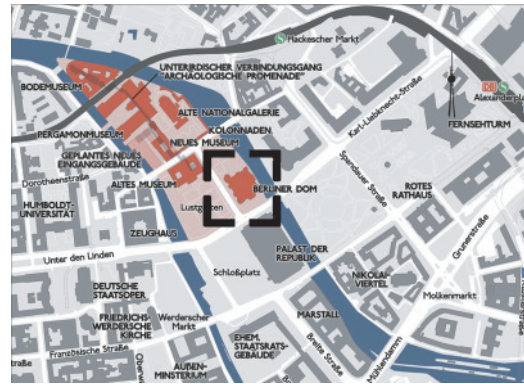 Hackescher Markt
UNTERIRDISCHER VERBINDUNGSGANG
"ARCHÄOLOGISCHE PROMENADE"
BODEMUSEUM
DB
Alexanderplatz
Karl-Liebknecht-Straße
ALTE NATIONALGALERIE
FERNSEHTURM
PERGAMONMUSEUM
KOLONNADEN
NEUES MUSEUM
GEPLANTES NEUES
EINGANGSGEBÄUDE
Spandauer Straße
Dorotheenstraße
ALTES MUSEUM
BERLINER DOM
ROTES
RATHAUS
HUMBOLDT-
UNIVERSITÄT
Lustgarten
Grunerstraße
ZEUGHAUS
PALAST DER
REPUBLIK
Unter den Linden
Schloßplatz
NIKOLAI-
VIERTEL
DEUTSCHE
STAATSOPER
Molkenmarkt
FRIEDRICHS-
WERDERSCHE
KIRCHE
Werderscher
Markt
MARSTALL
Französische Straße
EHEM.
STAATSRATS-
GEBÄUDE
Breite Straße
Mühlendamm
AUßEN-
MINSTERIUM